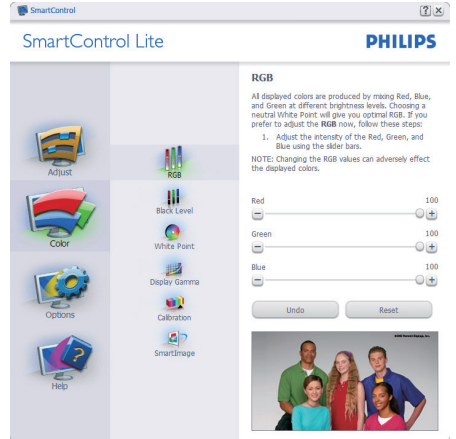 SmartControl
SmartControl Lite
PHILIPS
Adjust
Color
Options
Help
RGB
Black Level
White Point
Display Gamma
Calibration
SmartImage
RGB
All displayed colors are produced by mixing Red, Blue,
and Green at different brightness levels. Choosing a
neutral White Point will give you optimal RGB. If you
prefer to adjust the RGB now, follow these steps:
1. Adjust the intensity of the Red, Green, and
Blue using the slider bars.
NOTE: Changing the RGB values can adversely effect
the displayed colors.
Red 100
Green 100
Blue 100
Undo Reset